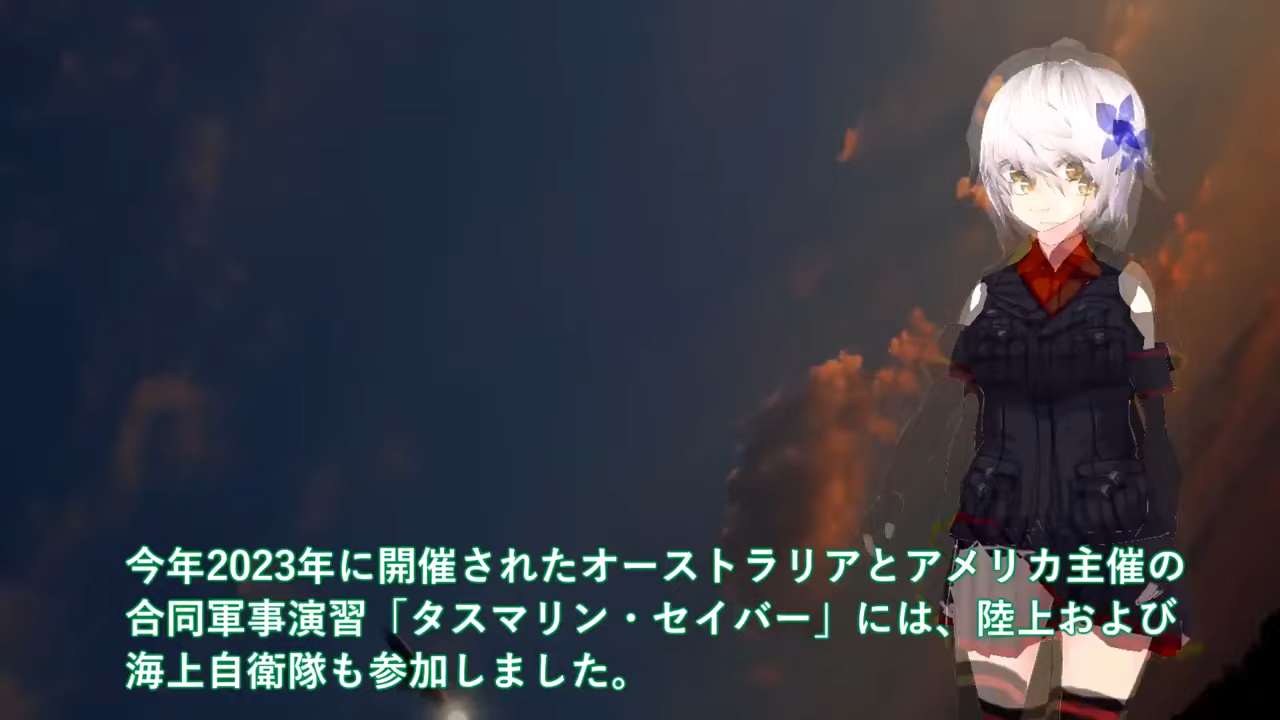 今年2023年に開催されたオーストラリアとアメリカ主催の
合同軍事演習「タスマリン・セイバー」には、陸上および
海上自衛隊も参加しました。